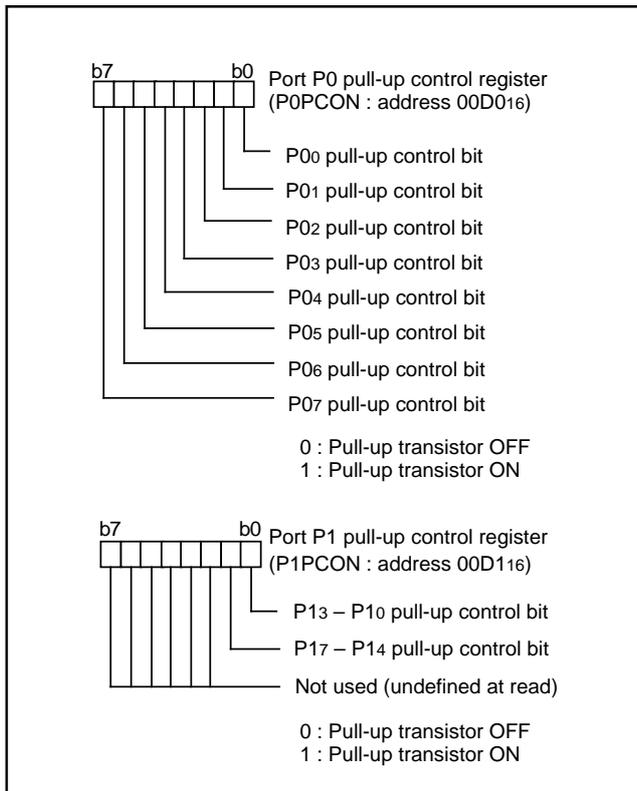 b7 b0
Port P0 pull-up control register
(P0PCON : address 00D016)
P00 pull-up control bit
P01 pull-up control bit
P02 pull-up control bit
P03 pull-up control bit
P04 pull-up control bit
P05 pull-up control bit
P06 pull-up control bit
P07 pull-up control bit
0 : Pull-up transistor OFF
1 : Pull-up transistor ON
b7 b0
Port P1 pull-up control register
(P1PCON : address 00D116)
P13 – P10 pull-up control bit
P17 – P14 pull-up control bit
Not used (undefined at read)
0 : Pull-up transistor OFF
1 : Pull-up transistor ON